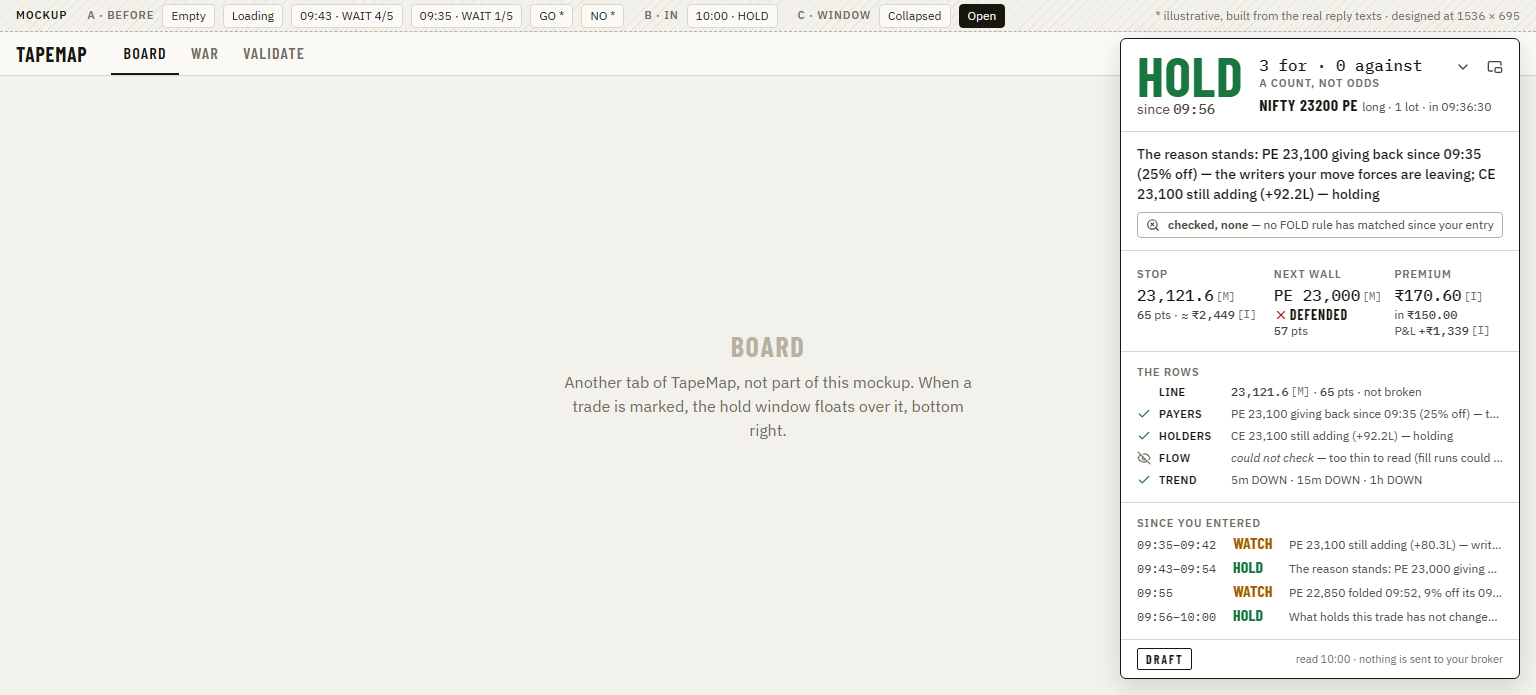 MOCKUP A · BEFORE Empty Loading 09:43 · WAIT 4/5 09:35 · WAIT 1/5 GO * NO * B · IN 10:00 · HOLD C · WINDOW Collapsed Open * illustrative, built from the real reply texts · designed at 1536 × 695
TAPEMAP BOARD WAR VALIDATE
BOARD
Another tab of TapeMap, not part of this mockup. When a
trade is marked, the hold window floats over it, bottom
right.
HOLD
since 09:56
3 for · 0 against
A COUNT, NOT ODDS
NIFTY 23200 PE long · 1 lot · in 09:36:30
The reason stands: PE 23,100 giving back since 09:35
(25% off) — the writers your move forces are leaving; CE
23,100 still adding (+92.2L) — holding
checked, none — no FOLD rule has matched since your entry
STOP NEXT WALL PREMIUM
23,121.6 [M] PE 23,000 [M] ₹170.60 [I]
65 pts · ≈ ₹2,449 [I] DEFENDED in ₹150.00
57 pts P&L +₹1,339 [I]
THE ROWS
LINE 23,121.6 [M] · 65 pts · not broken
PAYERS PE 23,100 giving back since 09:35 (25% off) — t...
HOLDERS CE 23,100 still adding (+92.2L) — holding
FLOW could not check — too thin to read (fill runs could ...
TREND 5m DOWN · 15m DOWN · 1h DOWN
SINCE YOU ENTERED
09:35–09:42 WATCH PE 23,100 still adding (+80.3L) — writ...
09:43–09:54 HOLD The reason stands: PE 23,000 giving ...
09:55 WATCH PE 22,850 folded 09:52, 9% off its 09...
09:56–10:00 HOLD What holds this trade has not change...
DRAFT read 10:00 · nothing is sent to your broker